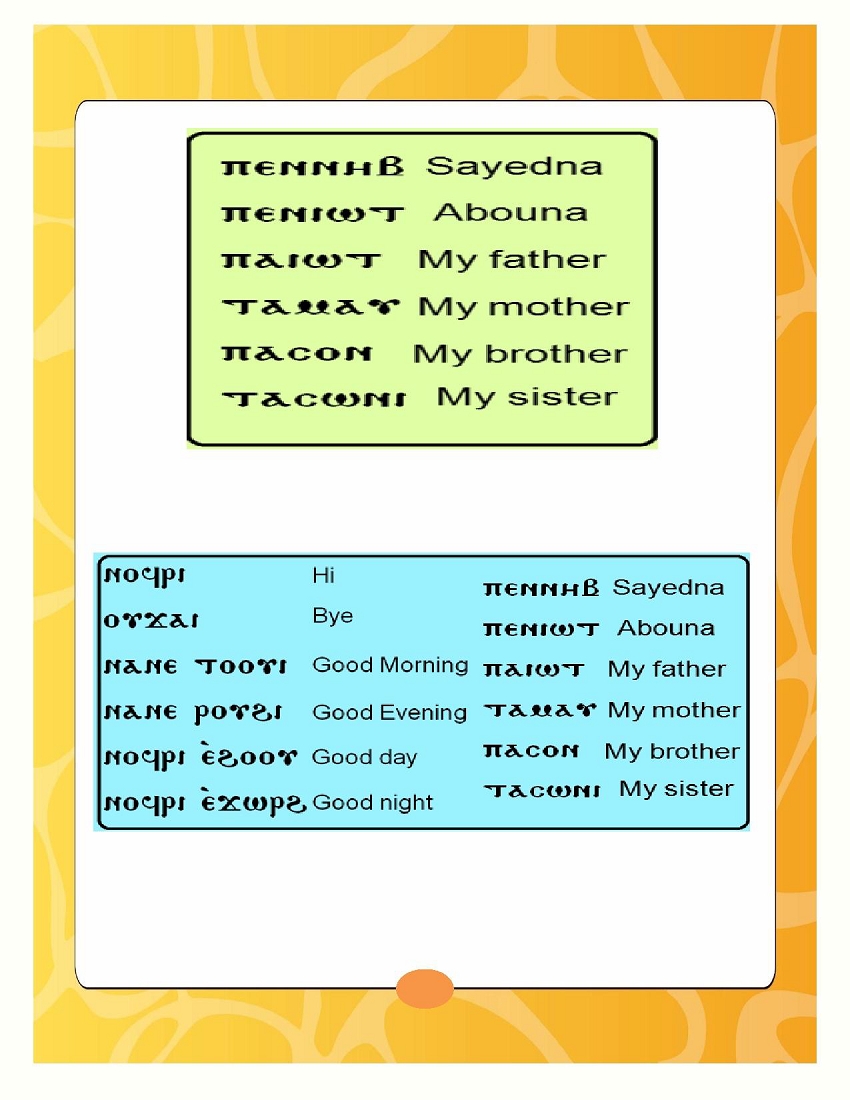 ⲡⲉⲛⲛⲏⲃ Sayedna
ⲡⲉⲛⲓⲱⲧ Abouna
ⲡⲁⲓⲱⲧ My father
ⲧⲁⲙⲁⲩ My mother
ⲡⲁⲥⲟⲛ My brother
ⲧⲁⲥⲱⲛⲓ My sister
ⲛⲟϥⲣⲓ Hi
ⲟⲩϫⲁⲓ Bye
ⲛⲁⲛⲉ ⲧⲟⲟⲩⲓ Good Morning
ⲛⲁⲛⲉ ⲣⲟⲩϩⲓ Good Evening
ⲛⲟϥⲣⲓ ⲉ̀ϩⲟⲟⲩ Good day
ⲛⲟϥⲣⲓ ⲉ̀ϫⲱⲣϩ Good night
ⲡⲉⲛⲛⲏⲃ Sayedna
ⲡⲉⲛⲓⲱⲧ Abouna
ⲡⲁⲓⲱⲧ My father
ⲧⲁⲙⲁⲩ My mother
ⲡⲁⲥⲟⲛ My brother
ⲧⲁⲥⲱⲛⲓ My sister